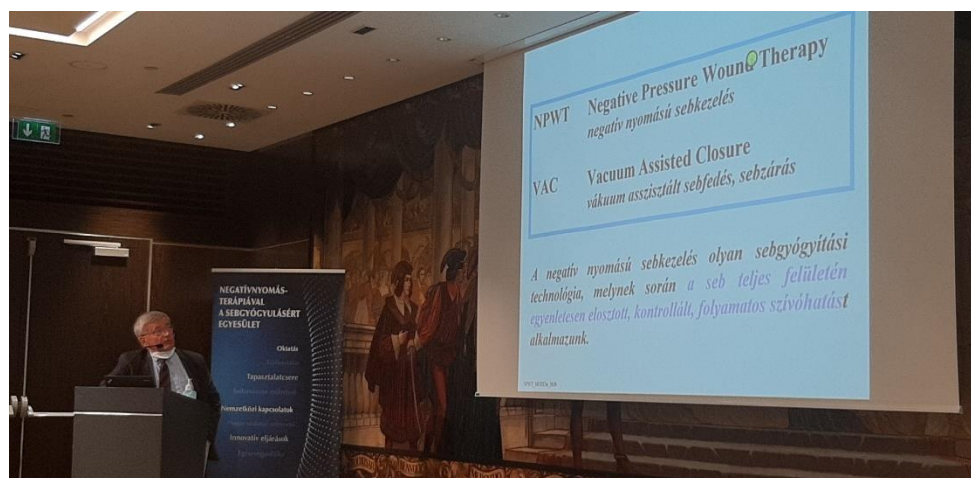 NPWT Negative Pressure Wound Therapy
negatív nyomású sebkezelés
VAC Vacuum Assisted Closure
vákuum asszisztált sebfedés, sebzárás
A negatív nyomású sebkezelés olyan sebgyógyítási
technológia, melynek során a seb teljes felületén
egyenletesen elosztott, kontrollált, folyamatos szívóhatást
alkalmazunk.
NEGATÍVNYOMÁS-
TERÁPIÁVAL
A SEBGYÓGYULÁSÉRT
EGYESÜLET
Oktatás
Tapasztalatcsere
Nemzetközi kapcsolatok
Innovatív eljárások